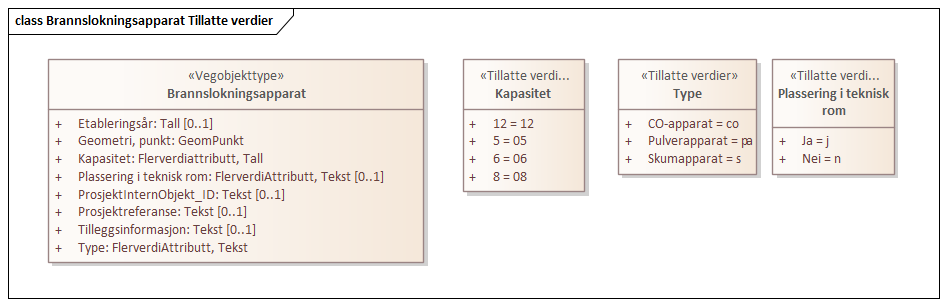 class Brannslokningsapparat Tillatte verdier
«Vegobjekttype»
Brannslokningsapparat
+ Etableringsår: Tall [0..1]
+ Geometri, punkt: GeomPunkt
+ Kapasitet: Flerverdiattributt, Tall
+ Plassering i teknisk rom: FlerverdiAttributt, Tekst [0..1]
+ ProsjektInternObjekt_ID: Tekst [0..1]
+ Prosjektreferanse: Tekst [0..1]
+ Tilleggsinformasjon: Tekst [0..1]
+ Type: FlerverdiAttributt, Tekst
«Tillatte verdi...
Kapasitet
+ 12 = 12
+ 5 = 05
+ 6 = 06
+ 8 = 08
«Tillatte verdier»
Type
+ CO-apparat = co
+ Pulverapparat = pa
+ Skumapparat = s
«Tillatte verdi...
Plassering i teknisk
rom
+ Ja = j
+ Nei = n